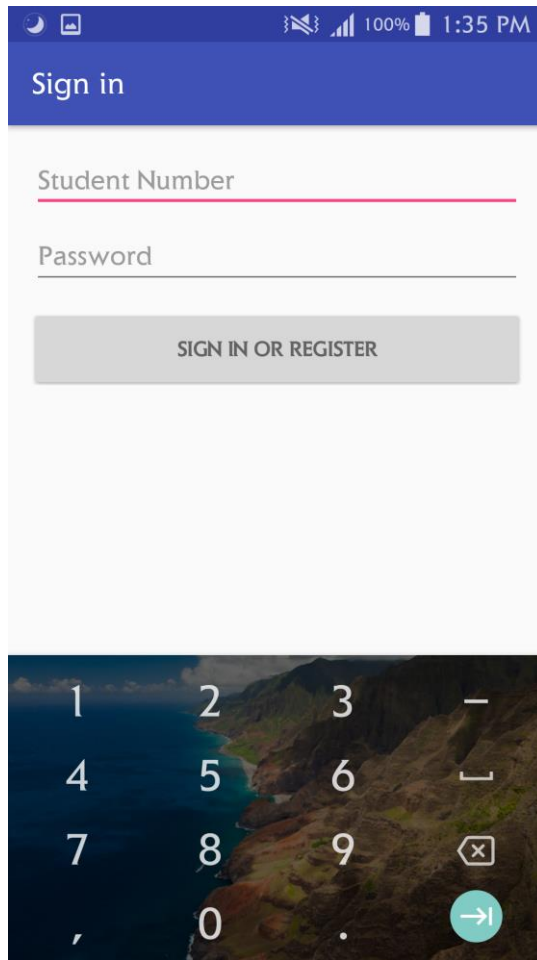 100% 1:35 PM
Sign in
Student Number
Password
SIGN IN OR REGISTER
1 2 3 –
4 5 6
7 8 9
, 0 .